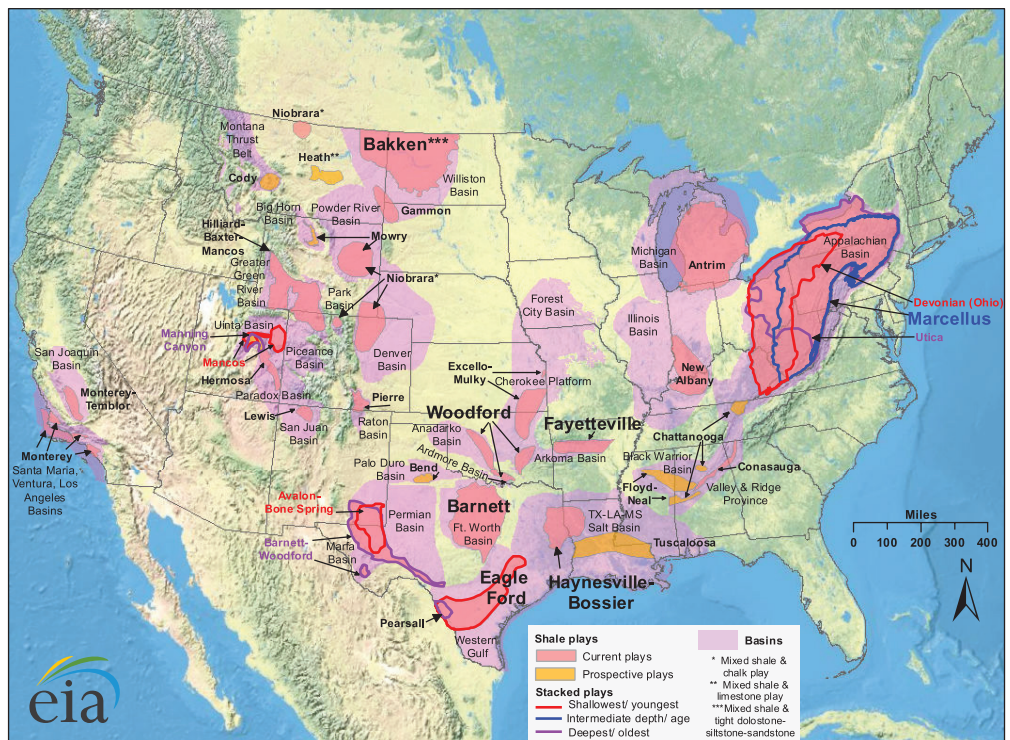 Niobrara*
Montana
Thrust
Belt
Bakken***
Heath**
Cody
Williston
Basin
Big Horn
Basin
Powder River
Basin
Gammon
Hilliard-
Baxter-
Mancos
Mowry
Greater
Green
River
Basin
Park
Basin
Niobrara*
Michigan
Basin
Antrim
Appalachian
Basin
Devonian (Ohio)
Marcellus
Utica
Forest
City Basin
Illinois
Basin
Uinta Basin
Manning
Canyon
Mancos
Piceance
Basin
Denver
Basin
Hermosa
San Joaquin
Basin
Monterey-
Temblor
Paradox Basin
Lewis
San Juan
Basin
Pierre
Raton
Basin
Excello-
Mulky
Cherokee Platform
New
Albany
Woodford
Anadarko
Basin
Fayetteville
Chattanooga
Monterey
Santa Maria,
Ventura, Los
Angeles
Basins
Palo Duro
Basin
Bend
Ardmore Basin
Arkoma Basin
Black Warrior
Basin
Conasauga
Floyd-
Neal
Valley & Ridge
Province
Avalon-
Bone Spring
Permian
Basin
Barnett
Ft. Worth
Basin
TX-LA-MS
Salt Basin
Tuscaloosa
Barnett-
Woodford
Marfa
Basin
Eagle
Ford
Haynesville-
Bossier
Pearsall
Western
Gulf
Miles
0 100 200 300 400
N
Shale plays
Current plays
Prospective plays
Stacked plays
Shallowest/ youngest
Intermediate depth/ age
Deepest/ oldest
Basins
* Mixed shale &
chalk play
** Mixed shale &
limestone play
***Mixed shale &
tight dolostone-
siltstone-sandstone
eia